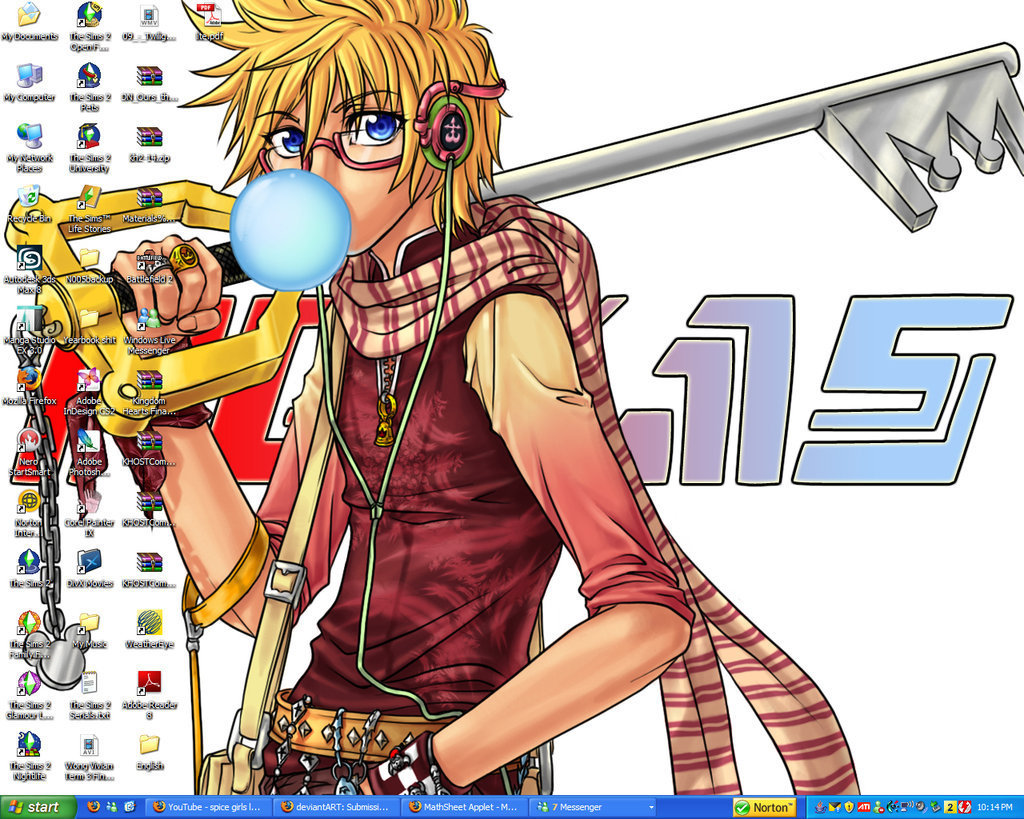 My Documents
My Computer
My Network
Places
Recycle Bin
Autodesk 3ds
Max 8
Manga Studio
EX 3.0
Mozilla Firefox
Nero
StartSmart
Norton
Inter...
The Sims 2
The Sims 2
Family F...
The Sims 2
Glamour L...
The Sims 2
Nightlife
The Sims 2
Open F...
The Sims 2
Pets
The Sims 2
University
The Sims™
Life Stories
N005backup
Yearbook shit
Adobe
InDesign CS2
Adobe
Photosh...
Corel Painter
IX
DivX Movies
My Music
The Sims 2
Serials.txt
Wong Vivian
Term 3 Fin...
09_-_Twilig...
DN_Ours_th...
kh2-14.zip
Materials%...
Battlefield 2
Windows Live
Messenger
Kingdom
Hearts Fina...
KHOSTCom...
KHOSTCom...
KHOSTCom...
WeatherEye
Adobe Reader
8
English
ite.pdf
15
start
YouTube - spice girls l...
deviantART: Submissi...
MathSheet Applet - M...
7 Messenger
Norton™
ATI
2
10:14 PM